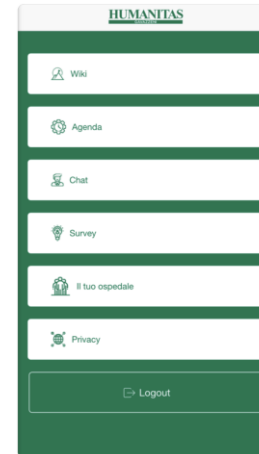 HUMANITAS
Wiki
Agenda
Chat
Survey
Il tuo ospedale
Privacy
Logout